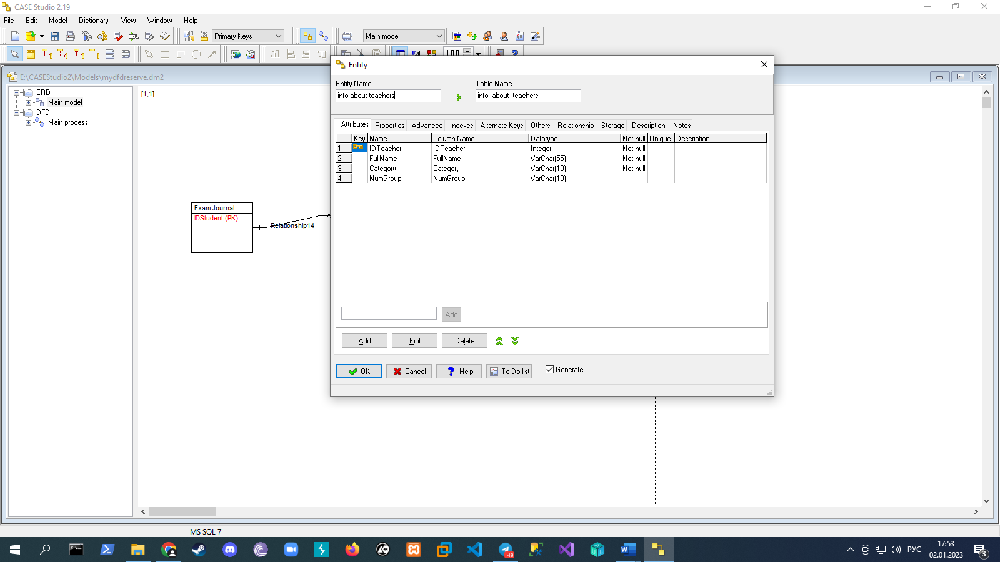 CASE Studio 2.19
File Edit Model Dictionary View Window Help
Primary Keys
Main model
100
E:\CASEStudio2\Models\mydfdreserve.dm2
ERD
Main model
DFD
Main process
[1,1]
Exam Journal
IDStudent (PK)
Relationship14
Entity
Entity Name
Table Name
info about teachers
info_about_teachers
Attributes Properties Advanced Indexes Alternate Keys Others Relationship Storage Description Notes
Key Name Column Name Datatype Not null Unique Description
1 IDTeacher IDTeacher Integer Not null
2 FullName FullName VarChar(55) Not null
3 Category Category VarChar(10) Not null
4 NumGroup NumGroup VarChar(10)
Add
Add Edit Delete
OK Cancel Help To-Do list Generate
MS SQL 7
49
РУС
17:53
02.01.2023
3